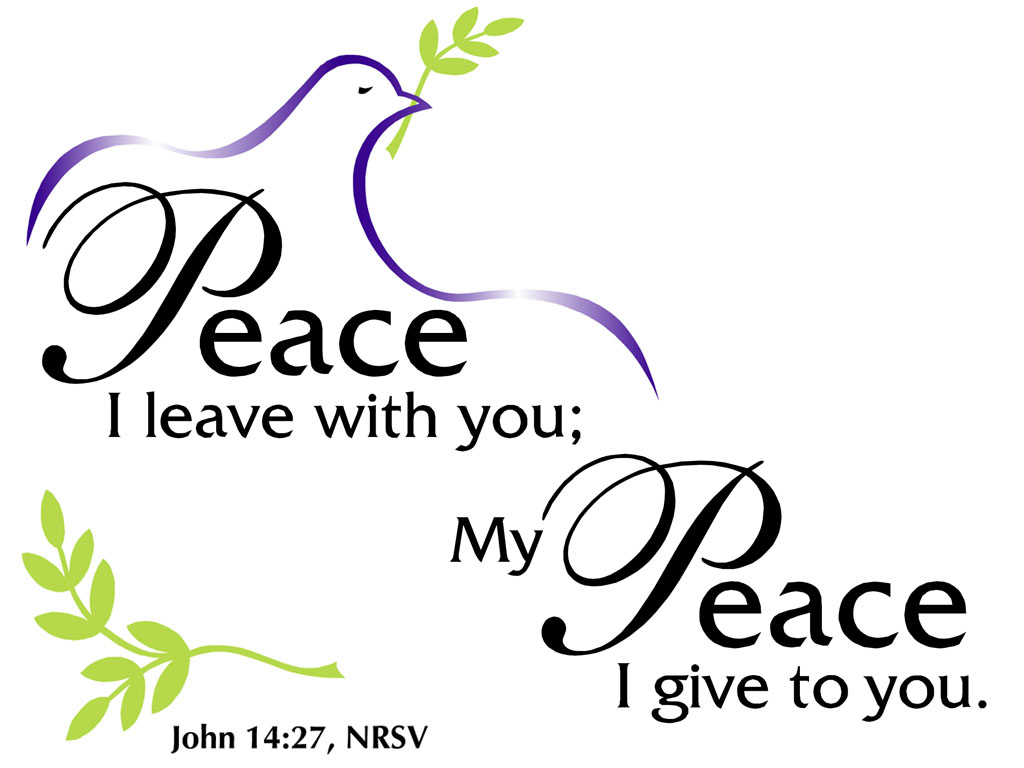 Peace
I leave with you;
My Peace
I give to you.
John 14:27, NRSV